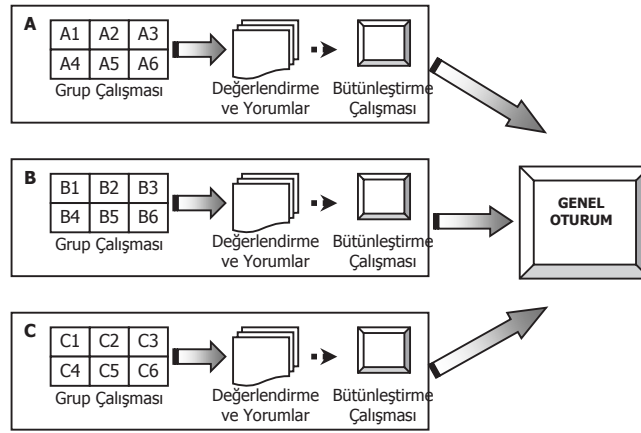 A
A1 A2 A3
A4 A5 A6
Grup Çalışması
Değerlendirme
ve Yorumlar
Bütünleştirme
Çalışması
B
B1 B2 B3
B4 B5 B6
Grup Çalışması
Değerlendirme
ve Yorumlar
Bütünleştirme
Çalışması
C
C1 C2 C3
C4 C5 C6
Grup Çalışması
Değerlendirme
ve Yorumlar
Bütünleştirme
Çalışması
GENEL
OTURUM